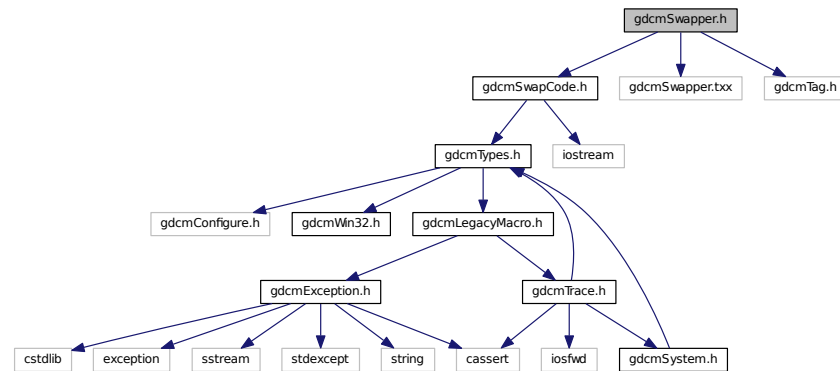 gdcmSwapper.h
gdcmSwapCode.h
gdcmSwapper.txx
gdcmTag.h
gdcmTypes.h
iostream
gdcmConfigure.h
gdcmWin32.h
gdcmLegacyMacro.h
gdcmException.h
gdcmTrace.h
cstdlib
exception
sstream
stdexcept
string
cassert
iosfwd
gdcmSystem.h